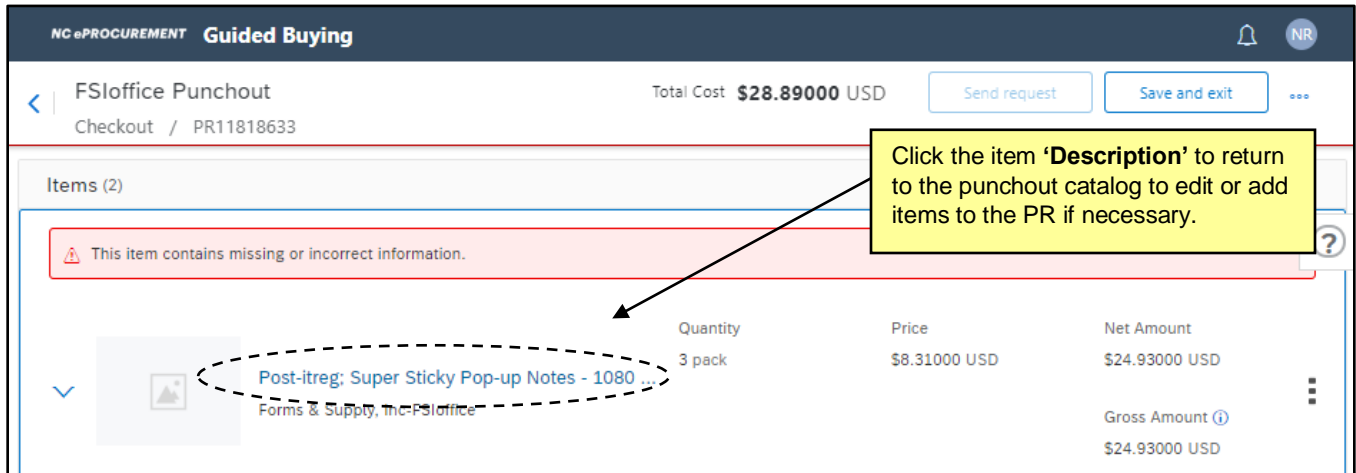 NC ePROCUREMENT Guided Buying
NR
FSIoffice Punchout
Total Cost $28.89000 USD
Send request
Save and exit
Checkout / PR11818633
Click the item ‘Description’ to return
to the punchout catalog to edit or add
items to the PR if necessary.
Items (2)
?
This item contains missing or incorrect information.
Quantity
Price
Net Amount
3 pack
$8.31000 USD
$24.93000 USD
Post-itreg; Super Sticky Pop-up Notes - 1080 ...
Forms & Supply, Inc-FSIoffice
Gross Amount
$24.93000 USD